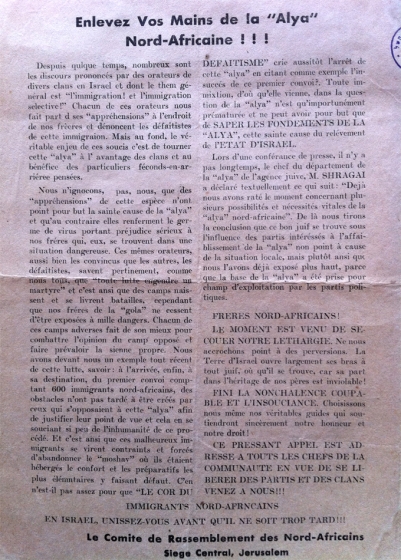 Enlevez Vos Mains de la "Alya"
Nord-Africaine ! ! !
Despuis qulque temps, nombreux sont
les discours prononcés par des orateurs de
divers clans en Israel et dont le them gé-
néral est "l'immigration! et l'immigration
selective!" Chacun de ces orateurs nous
fait part d ses "appréhensions" à l'endroit
de nos frères et dénoncent les défaitistes
de cette immigraion. Mais au fond, le vé-
ritable enjeu de ces soucis c'est de tourner
cette "alya" à l' avantage des clans et au
bénéfice des particuliers féconds-en-ar-
rière pensées.
Nous n'ignocons, pas, nous, que des
"appréhensions" de cette espèce n'ont
point pour but la sainte cause de la "alya"
et qu'au contraire elles renferment le ger-
me de virus portant préjudice sérieux à
nos frères qui, eux, se trouvent dans une
situation dangereuse. Ces mêmes orateurs,
aussi bien les convincus que les autres, les
défaitistes, savent pertinement, comme
nous tous, que "toute lutte engendre un
martyre" et c'est ansi que des camps nais-
sent et se livrent batailles, cependant
que nos frères de la "gola" ne cessent
d'être exposés à mile dangers. Chacun de
ces camps adverses fait de son mieux pour
combattre l'opinion du camp opposé et
faire prévaloir la sienne propre. Nous
avons devant nous im exemple tout récent
de cette lutte, savoir: à l'arrivée, enfin, à
sa destination, du premier convoi comp-
tant 600 immigrants nord-africains, des
obstacles n'ont pas tardé à être créés par
ceux qui s'opposaient à cette "alya" afin
de justifier leur point de vue et cela en se
souciant si peu de l'inhumanité de ce pro-
cédé. Et c'est ansi que ces malheureux im-
migrants se virent contraints et forcés
d'abandonner le "moshav" où ils étaient
hébergés le confort et les préparatifs les
plus élémentaires y faisant défaut. C'en
n'est-il pas assez pour que "LE COR DU
DEFAITISME" crie aussitôt l'arrêt de
cette "alya" en citant comme exemple l'in-
succés de ce premier convoi?. Toute im-
mixtion, d'où qu'elle vienne, dans la ques-
tion de la "alya" n'est qu'importunément
prématurée et ne peut avoir pour but que
de SAPER LES FONDEMENTS DE LA
"ALYA", cette sainte cause du relèvement
de l'ETAT D'ISRAEL.
Lors d'une conférence de presse, il n'y a
pas longtemps, le chef du département de
la "alya" de l'agence juive, M. SHRAGAI
a déclaré textuellement ce qui suit: "Deja
nous avons raté le moment concernant plu-
sieurs possibilités et nécessités vitales de la
"alya" nord-africaine". De là nous tirons
la conclusion que ce bon juif se trouve sous
l'influence des partis intéressés à l'affai-
blissement de la "alya" non point à cause
de la situation locale, mais plutôt ansi que
nous l'avons déja exposé plus haut, parce
que la base de la "alya" a été prise pour
champ d'exploitation par les partis poli-
tiques.
FRERES NORD-AFRICAINS!
LE MOMENT EST VENU DE SE-
COUER NOTRE LETHARGIE. Ne nous
accrochons point à des perversions. La
Terre d'Israel ouvre largement ses bras à
tout juif, où qu'il se trouve, car sa part
dans l'héritage de nos pères est inviolable!
FINI LA NONCHALENCE COUPA-
BLE ET L'INSOUCIANCE. Choisissons
nous même nos véritables guides qui sou-
tiendront sincèrement notre honneur et
notre droit!
CE PRESSANT APPEL EST AD-
RESSE A TOUTS LES CHEFS DE LA
COMMUNAUTE EN VUE DE SE LI-
BERER DES PARTIS ET DES CLANS
VENEZ A NOUS!!!
IMMIGRANTS NORD-AFRNCAINS
EN ISRAEL, UNISSEZ-VOUS AVANT QU'IL NE SOIT TROP TARD!!!
Le Comite de Rassemblement des Nord-Africains
Siege Central, Jerusalem